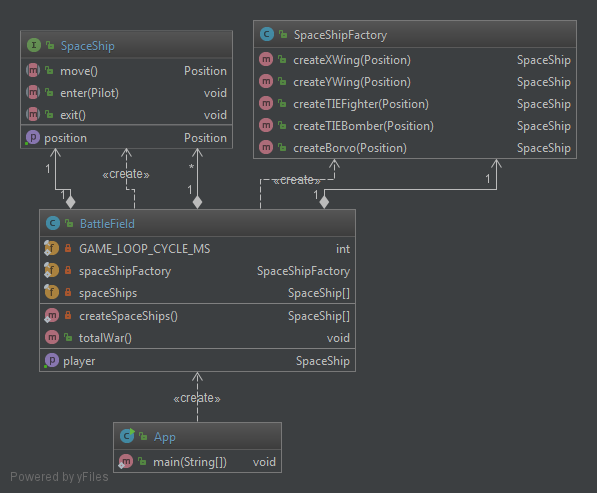 SpaceShip
move() Position
enter(Pilot) void
exit() void
position Position
SpaceShipFactory
createXWing(Position) SpaceShip
createYWing(Position) SpaceShip
createTIEFighter(Position) SpaceShip
createTIEBomber(Position) SpaceShip
createBorvo(Position) SpaceShip
1 «create» * «create» 1
1 1 1
BattleField
GAME_LOOP_CYCLE_MS int
spaceShipFactory SpaceShipFactory
spaceShips SpaceShip[]
createSpaceShips() SpaceShip[]
totalWar() void
player SpaceShip
«create»
App
main(String[]) void
Powered by yFiles